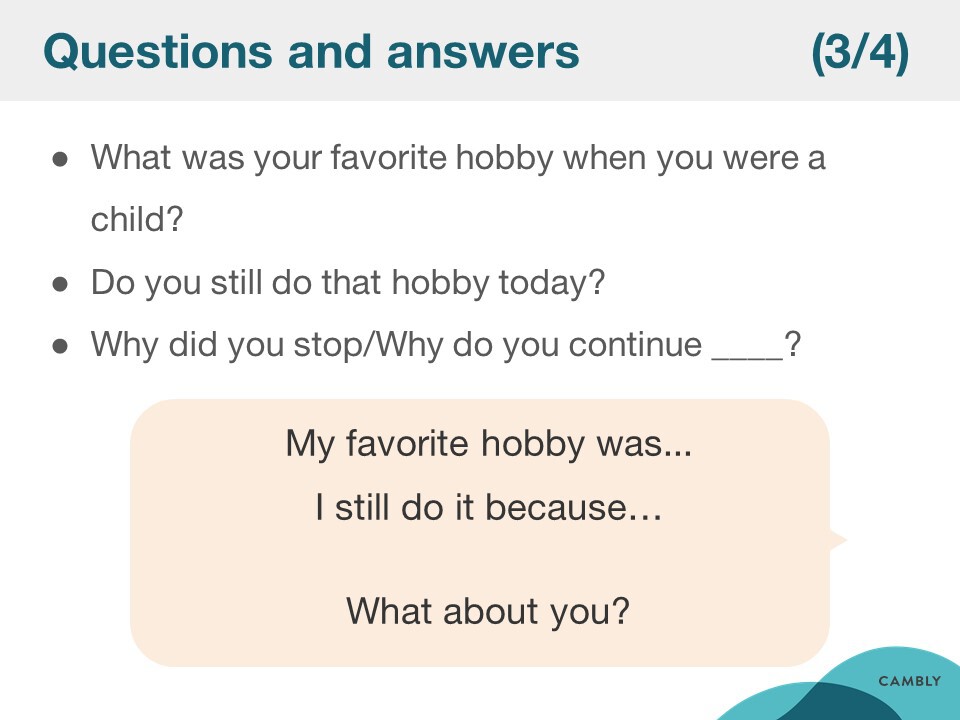 Questions and answers (3/4)
● What was your favorite hobby when you were a
child?
● Do you still do that hobby today?
● Why did you stop/Why do you continue ____?
My favorite hobby was...
I still do it because…
What about you?
CAMBLY